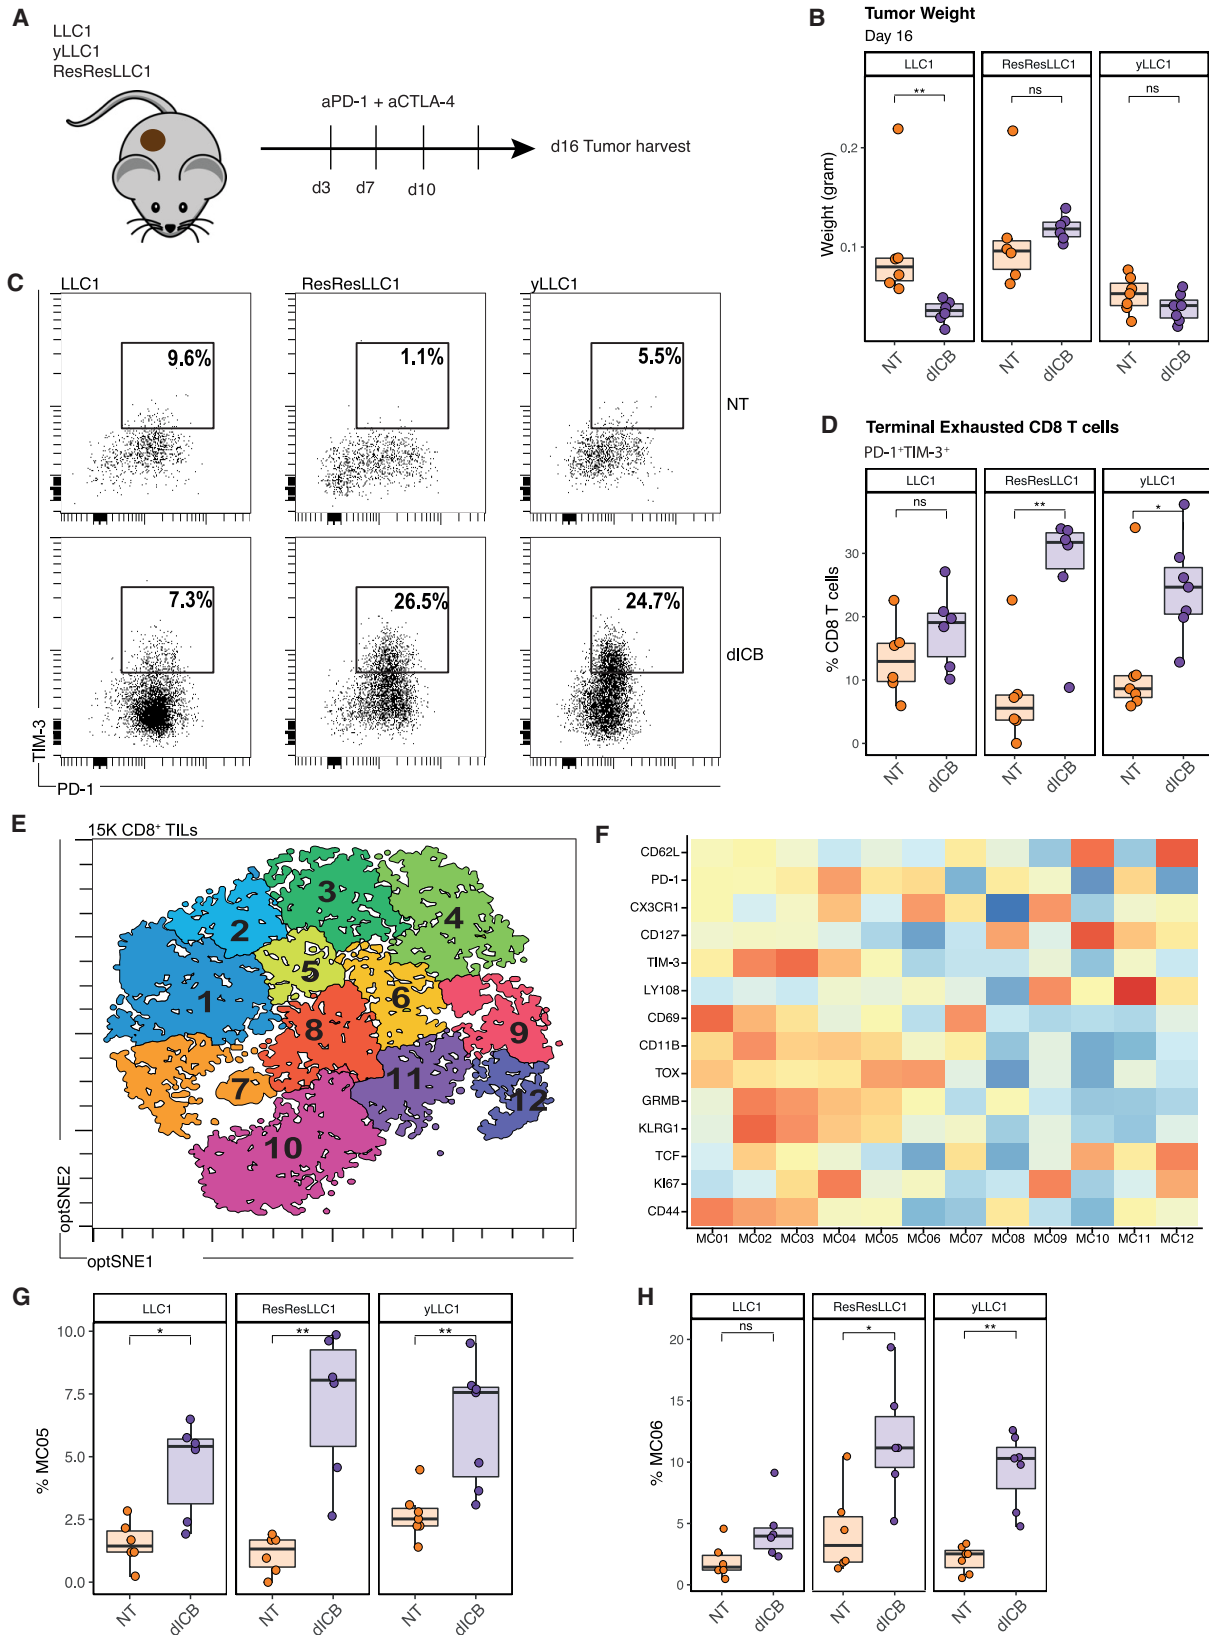 A
LLC1
yLLC1
ResResLLC1
aPD-1 + aCTLA-4
d3
d7
d10
d16 Tumor harvest
B
Tumor Weight
Day 16
LLC1
ResResLLC1
yLLC1
**
ns
ns
Weight (gram)
0.2
0.1
NT
dICB
NT
dICB
NT
dICB
C
LLC1
ResResLLC1
yLLC1
9.6%
1.1%
5.5%
NT
7.3%
26.5%
24.7%
dICB
TIM-3
PD-1
D
Terminal Exhausted CD8 T cells
PD-1⁺TIM-3⁺
LLC1
ResResLLC1
yLLC1
ns
**
*
% CD8 T cells
30
20
10
0
NT
dICB
NT
dICB
NT
dICB
E
15K CD8⁺ TILs
1
2
3
4
5
6
7
8
9
10
11
12
optSNE2
optSNE1
F
CD62L
PD-1
CX3CR1
CD127
TIM-3
LY108
CD69
CD11B
TOX
GRMB
KLRG1
TCF
KI67
CD44
MC01 MC02 MC03 MC04 MC05 MC06 MC07 MC08 MC09 MC10 MC11 MC12
G
LLC1
ResResLLC1
yLLC1
*
**
**
% MC05
10.0
7.5
5.0
2.5
0.0
NT
dICB
NT
dICB
NT
dICB
H
LLC1
ResResLLC1
yLLC1
ns
*
**
% MC06
20
15
10
5
0
NT
dICB
NT
dICB
NT
dICB